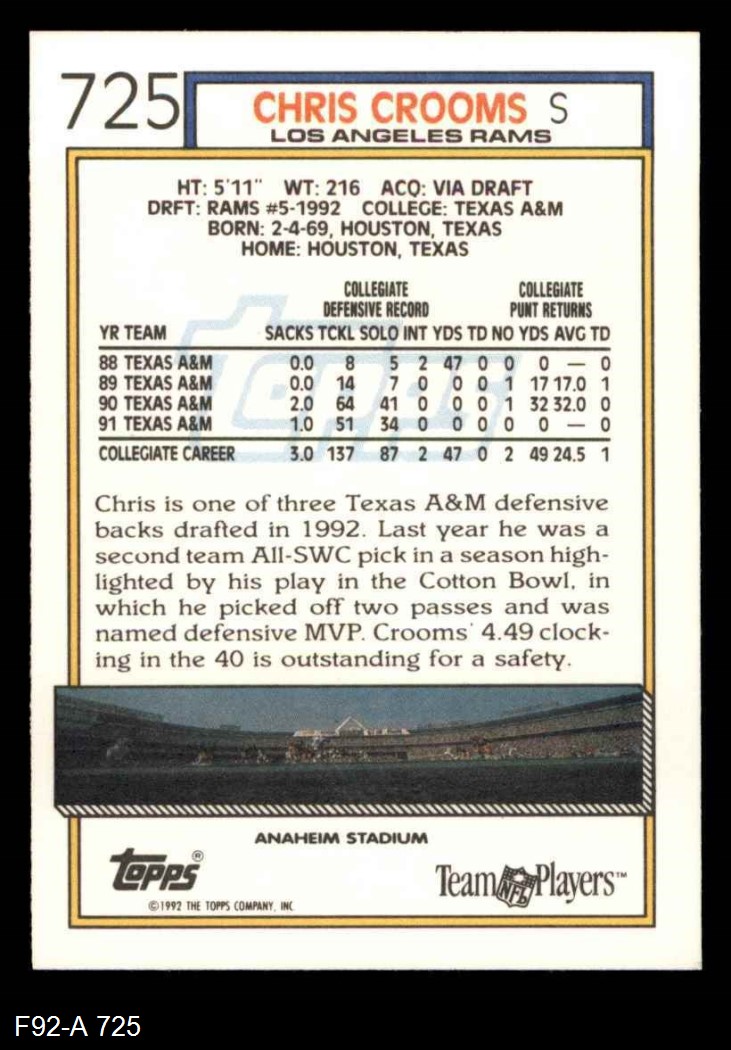 725
CHRIS CROOMS S
LOS ANGELES RAMS
HT: 5'11" WT: 216 ACQ: VIA DRAFT
DRFT: RAMS #5-1992 COLLEGE: TEXAS A&M
BORN: 2-4-69, HOUSTON, TEXAS
HOME: HOUSTON, TEXAS
COLLEGIATE COLLEGIATE
DEFENSIVE RECORD PUNT RETURNS
YR TEAM SACKS TCKL SOLO INT YDS TD NO YDS AVG TD
88 TEXAS A&M 0.0 8 5 2 47 0 0 0 — 0
89 TEXAS A&M 0.0 14 7 0 0 0 1 17 17.0 1
90 TEXAS A&M 2.0 64 41 0 0 0 1 32 32.0 0
91 TEXAS A&M 1.0 51 34 0 0 0 0 0 — 0
COLLEGIATE CAREER 3.0 137 87 2 47 0 2 49 24.5 1
Topps
Chris is one of three Texas A&M defensive
backs drafted in 1992. Last year he was a
second team All-SWC pick in a season high-
lighted by his play in the Cotton Bowl, in
which he picked off two passes and was
named defensive MVP. Crooms' 4.49 clock-
ing in the 40 is outstanding for a safety.
ANAHEIM STADIUM
Topps®
©1992 THE TOPPS COMPANY, INC.
Team NFL Players™
F92-A 725